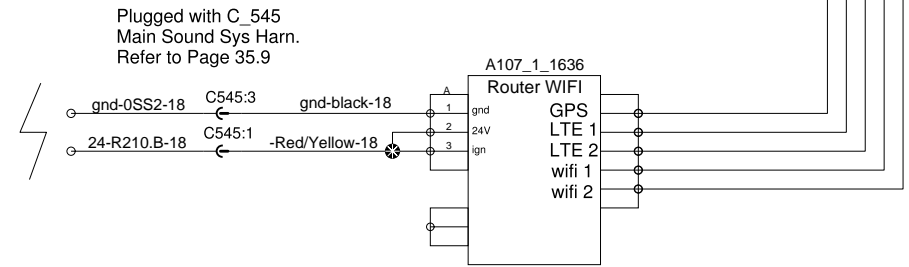 Plugged with C_545
Main Sound Sys Harn.
Refer to Page 35.9
A107_1_1636
Router WIFI
A
gnd-0SS2-18 C545:3 gnd-black-18 1 gnd GPS
2 24V LTE 1
24-R210.B-18 C545:1 -Red/Yellow-18 3 ign LTE 2
wifi 1
wifi 2